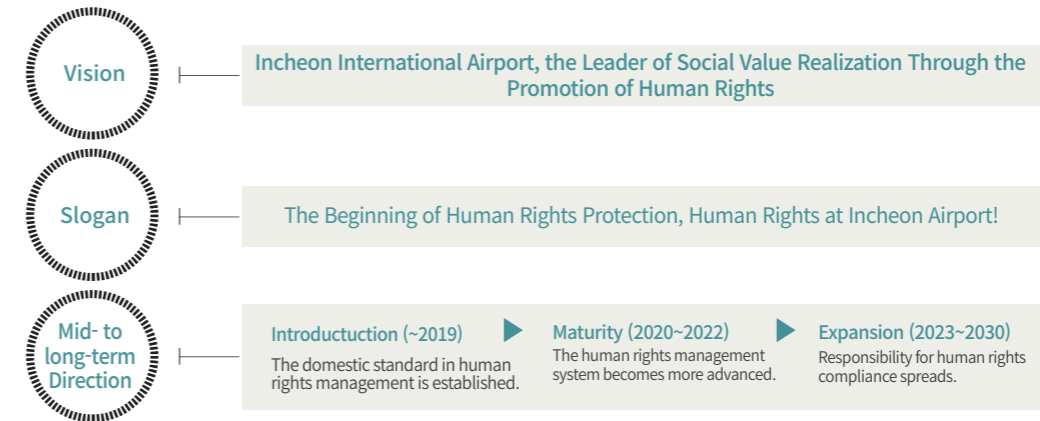 Vision
Incheon International Airport, the Leader of Social Value Realization Through the
Promotion of Human Rights
Slogan
The Beginning of Human Rights Protection, Human Rights at Incheon Airport!
Mid- to
long-term
Direction
Introductuction (~2019)
The domestic standard in human
rights management is established.
Maturity (2020~2022)
The human rights management
system becomes more advanced.
Expansion (2023~2030)
Responsibility for human rights
compliance spreads.